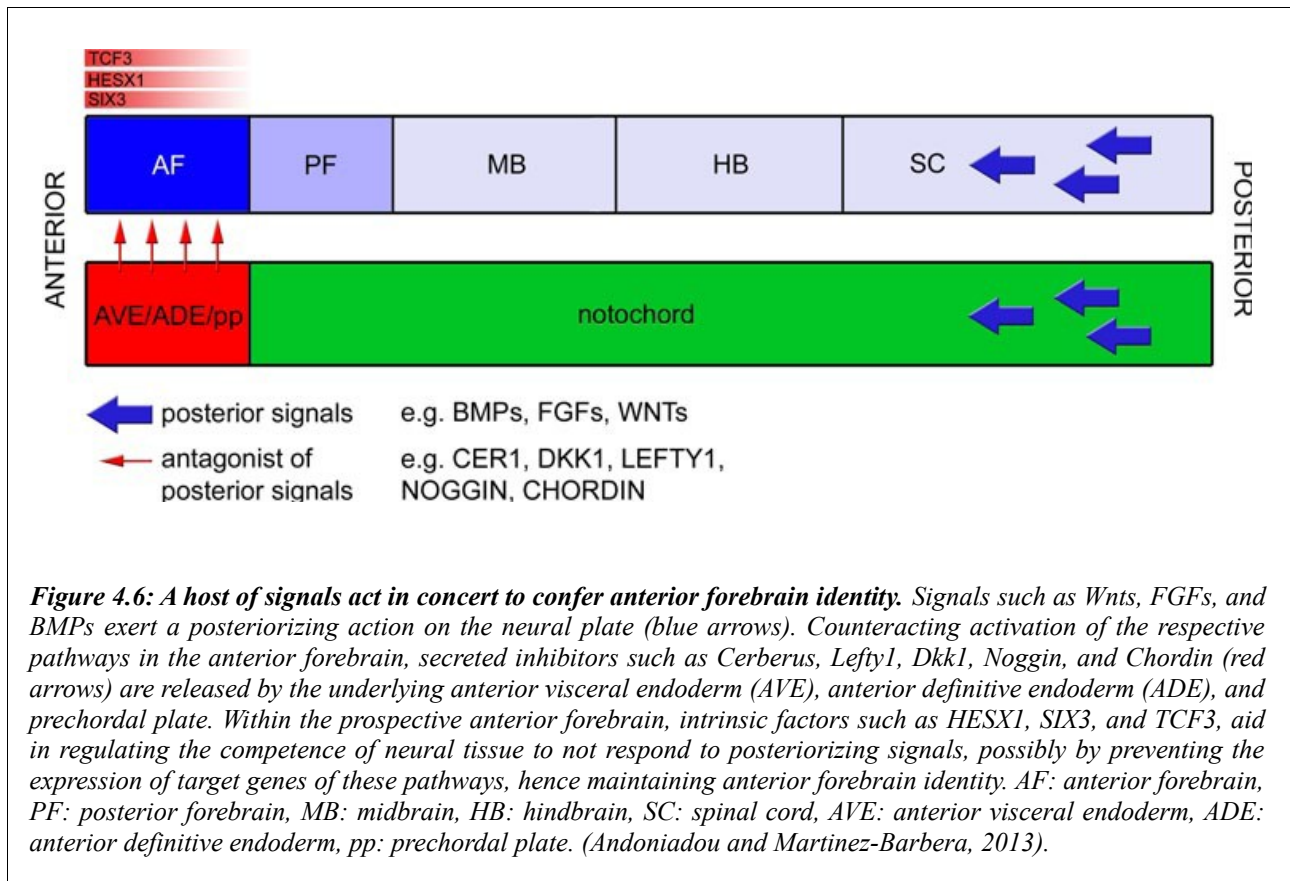 TCF3
HESX1
SIX3
ANTERIOR
AF
PF
MB
HB
SC
POSTERIOR
AVE/ADE/pp
notochord
posterior signals e.g. BMPs, FGFs, WNTs
antagonist of e.g. CER1, DKK1, LEFTY1,
posterior signals NOGGIN, CHORDIN
Figure 4.6: A host of signals act in concert to confer anterior forebrain identity. Signals such as Wnts, FGFs, and
BMPs exert a posteriorizing action on the neural plate (blue arrows). Counteracting activation of the respective
pathways in the anterior forebrain, secreted inhibitors such as Cerberus, Lefty1, Dkk1, Noggin, and Chordin (red
arrows) are released by the underlying anterior visceral endoderm (AVE), anterior definitive endoderm (ADE), and
prechordal plate. Within the prospective anterior forebrain, intrinsic factors such as HESX1, SIX3, and TCF3, aid
in regulating the competence of neural tissue to not respond to posteriorizing signals, possibly by preventing the
expression of target genes of these pathways, hence maintaining anterior forebrain identity. AF: anterior forebrain,
PF: posterior forebrain, MB: midbrain, HB: hindbrain, SC: spinal cord, AVE: anterior visceral endoderm, ADE:
anterior definitive endoderm, pp: prechordal plate. (Andoniadou and Martinez-Barbera, 2013).